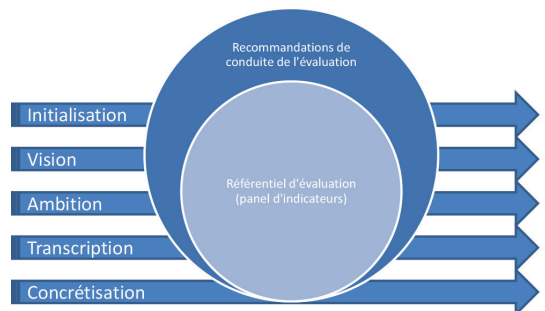 Recommandations de
conduite de l'évaluation
Initialisation
Vision
Référentiel d'évaluation
(panel d'indicateurs)
Ambition
Transcription
Concrétisation